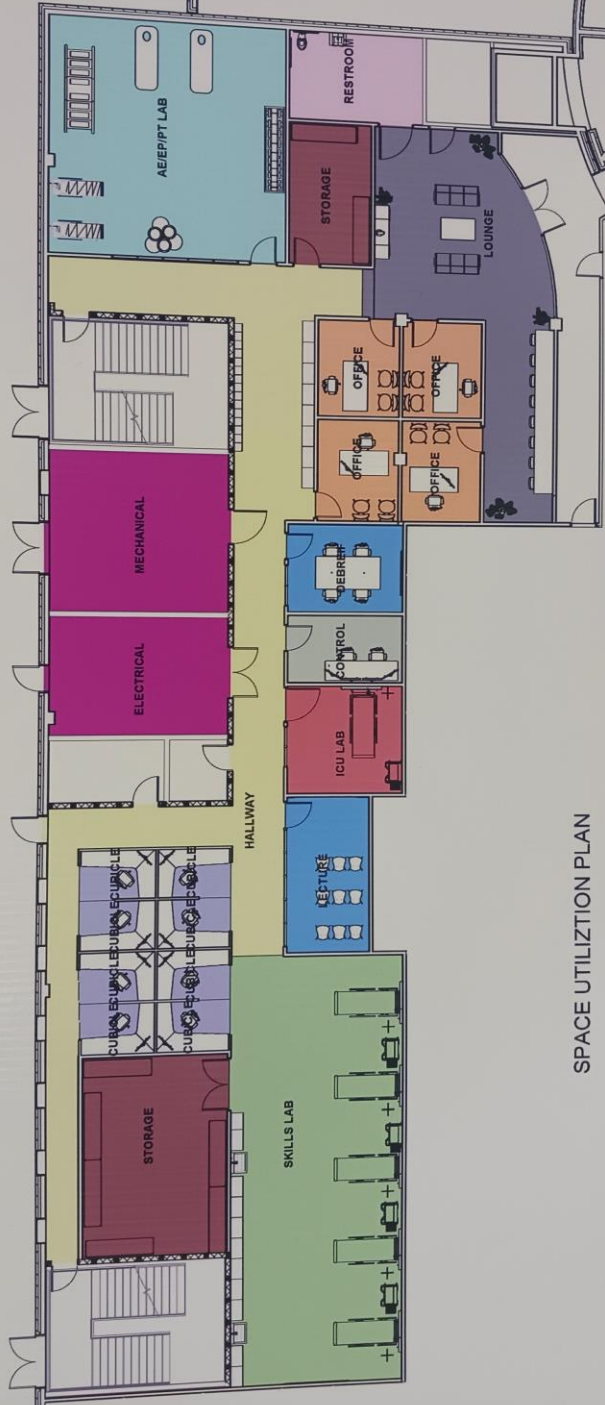 CUBICLE CUBICLE CUBICLE CUBICLE
STORAGE
ELECTRICAL
MECHANICAL
AE/EP/PT LAB
CUBICLE CUBICLE CUBICLE CUBICLE
HALLWAY
SKILLS LAB
LECTURE
ICU LAB
CONTROL
DEBREIF
STORAGE
RESTROOM
OFFICE
OFFICE
OFFICE
OFFICE
LOUNGE
SPACE UTILIZTION PLAN